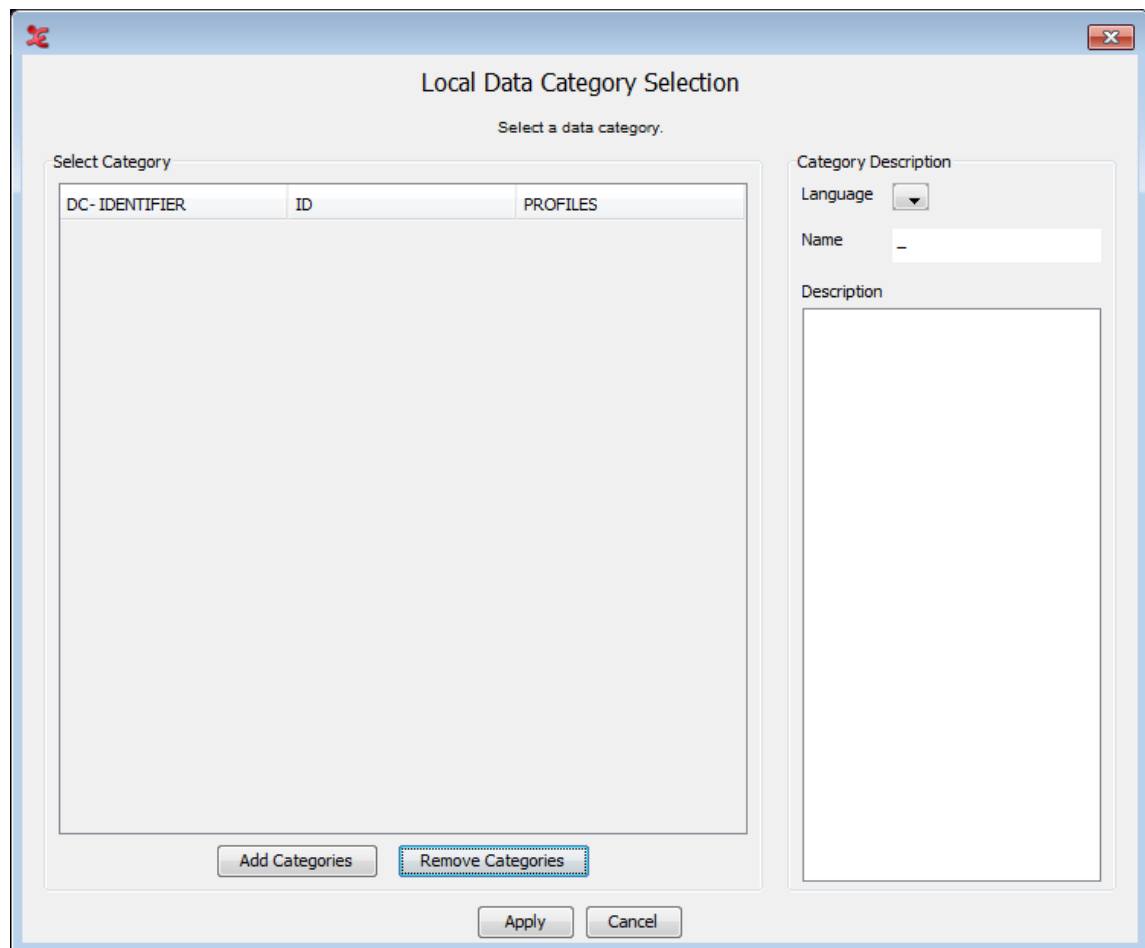 Local Data Category Selection
Select a data category.
Select Category
DC- IDENTIFIER ID PROFILES
Add Categories Remove Categories
Category Description
Language
Name _
Description
Apply Cancel